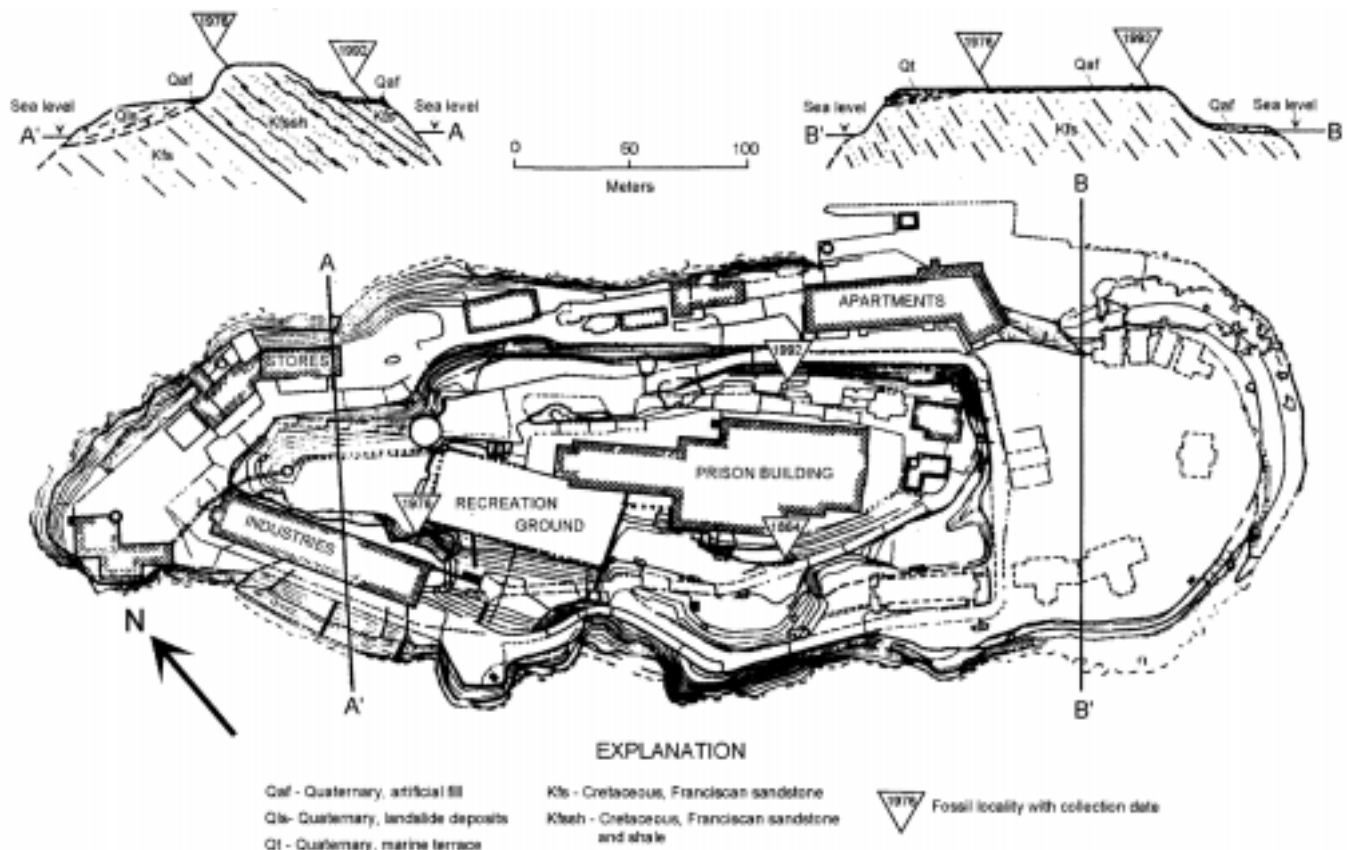 1976
1992
Qaf
Qaf
Sea level
Sea level
A'
A
Qls
Kfssh
Kfs
Kfs
0 50 100
Meters
1976
1992
Qt
Qaf
Qaf
Sea level
Sea level
B'
B
Kfs
B
A
APARTMENTS
STORES
1992
PRISON BUILDING
RECREATION
GROUND
1976
INDUSTRIES
N
A'
B'
EXPLANATION
Qaf - Quaternary, artificial fill
Qls- Quaternary, landslide deposits
Qt - Quaternary, marine terrace
Kfs - Cretaceous, Franciscan sandstone
Kfssh - Cretaceous, Franciscan sandstone
and shale
1976
Fossil locality with collection date